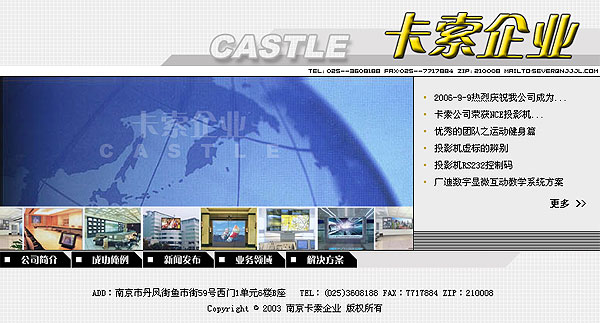 CASTLE
卡索企业
TEL:025--3608188 FAX:025-7717884 ZIP:210008 MAILTO:SEVER@NJJJL.COM
卡索企业
CASTLE
2006-9-9热烈庆祝我公司成为...
卡索公司荣获NCE投影机...
优秀的团队之运动健身篇
投影机虚标的辨别
投影机RS232控制码
广迪数字显微互动教学系统方案
更多 >>
公司简介
成功范例
新闻发布
业务领域
解决方案
ADD：南京市丹凤街鱼市街59号西门1单元6楼B座 TEL：(025)3608188 FAX：7717884 ZIP：210008
Copyright © 2003 南京卡索企业 版权所有